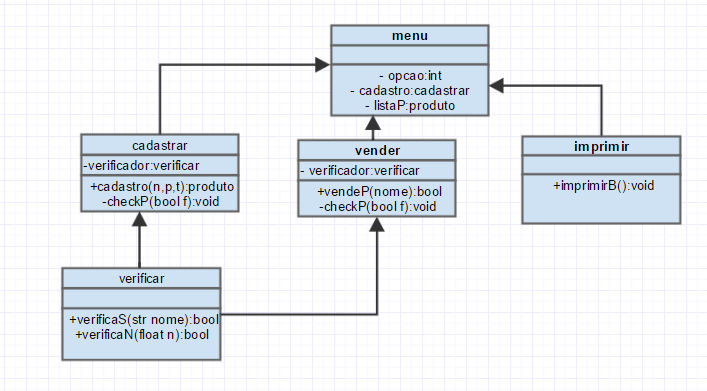 menu
- opcao:int
- cadastro:cadastrar
- listaP:produto
cadastrar
-verificador:verificar
+cadastro(n,p,t):produto
-checkP(bool f):void
vender
- verificador:verificar
+vendeP(nome):bool
-checkP(bool f):void
imprimir
+imprimirB():void
verificar
+verificaS(str nome):bool
+verificaN(float n):bool